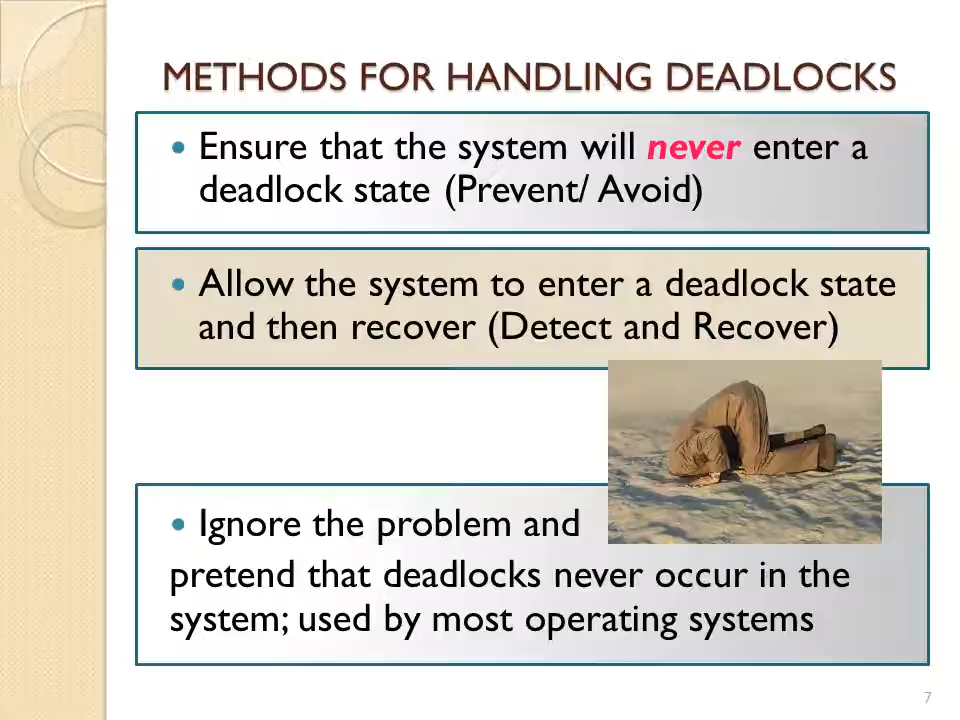 METHODS FOR HANDLING DEADLOCKS
• Ensure that the system will never enter a
deadlock state (Prevent/ Avoid)
• Allow the system to enter a deadlock state
and then recover (Detect and Recover)
• Ignore the problem and
pretend that deadlocks never occur in the
system; used by most operating systems
7